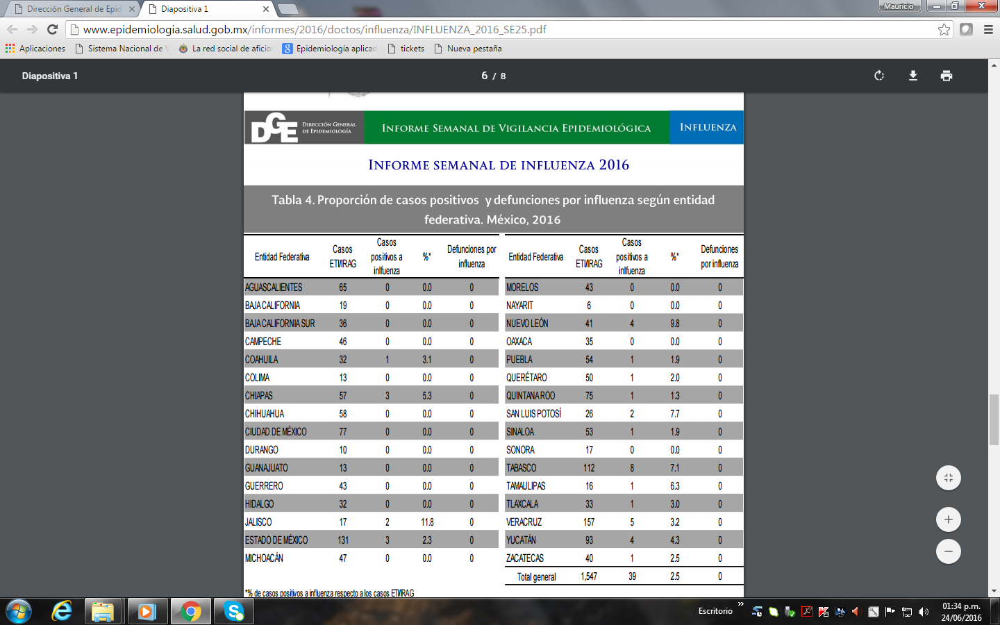 Mauricio
Dirección General de Epid
Diapositiva 1
www.epidemiologia.salud.gob.mx/informes/2016/doctos/influenza/INFLUENZA_2016_SE25.pdf
Aplicaciones Sistema Nacional de La red social de aficio Epidemiología aplicad tickets Nueva pestaña
Diapositiva 1 6 / 8
DGE DIRECCIÓN GENERAL DE EPIDEMIOLOGÍA INFORME SEMANAL DE VIGILANCIA EPIDEMIOLÓGICA INFLUENZA
INFORME SEMANAL DE INFLUENZA 2016
Tabla 4. Proporción de casos positivos y defunciones por influenza según entidad
federativa. México, 2016
Entidad Federativa Casos ETI/IRAG Casos positivos a inlfuenza %* Defunciones por influenza
AGUASCALIENTES 65 0 0.0 0
BAJA CALIFORNIA 19 0 0.0 0
BAJA CALIFORNIA SUR 36 0 0.0 0
CAMPECHE 46 0 0.0 0
COAHUILA 32 1 3.1 0
COLIMA 13 0 0.0 0
CHIAPAS 57 3 5.3 0
CHIHUAHUA 58 0 0.0 0
CIUDAD DE MÉXICO 77 0 0.0 0
DURANGO 10 0 0.0 0
GUANAJUATO 13 0 0.0 0
GUERRERO 43 0 0.0 0
HIDALGO 32 0 0.0 0
JALISCO 17 2 11.8 0
ESTADO DE MÉXICO 131 3 2.3 0
MICHOACÁN 47 0 0.0 0
Entidad Federativa Casos ETI/IRAG Casos positivos a inlfuenza %* Defunciones por influenza
MORELOS 43 0 0.0 0
NAYARIT 6 0 0.0 0
NUEVO LEÓN 41 4 9.8 0
OAXACA 35 0 0.0 0
PUEBLA 54 1 1.9 0
QUERÉTARO 50 1 2.0 0
QUINTANA ROO 75 1 1.3 0
SAN LUIS POTOSÍ 26 2 7.7 0
SINALOA 53 1 1.9 0
SONORA 17 0 0.0 0
TABASCO 112 8 7.1 0
TAMAULIPAS 16 1 6.3 0
TLAXCALA 33 1 3.0 0
VERACRUZ 157 5 3.2 0
YUCATÁN 93 4 4.3 0
ZACATECAS 40 1 2.5 0
Total general 1,547 39 2.5 0
*% de casos positivos a influenza respecto a los casos ETI/IRAG
Escritorio
01:34 p.m.
24/06/2016